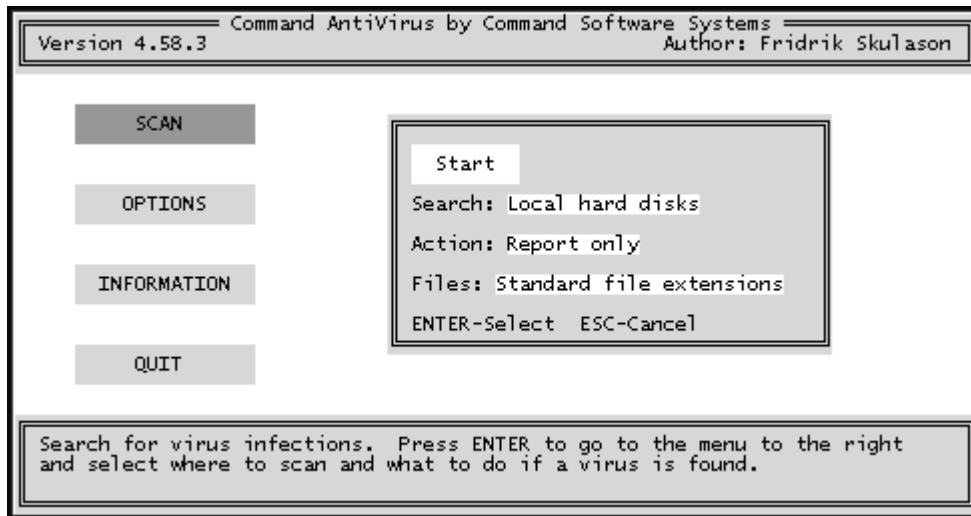 Command AntiVirus by Command Software Systems
Version 4.58.3 Author: Fridrik Skulason
SCAN
OPTIONS
INFORMATION
QUIT
Start
Search: Local hard disks
Action: Report only
Files: Standard file extensions
ENTER-Select ESC-Cancel
Search for virus infections. Press ENTER to go to the menu to the right
and select where to scan and what to do if a virus is found.